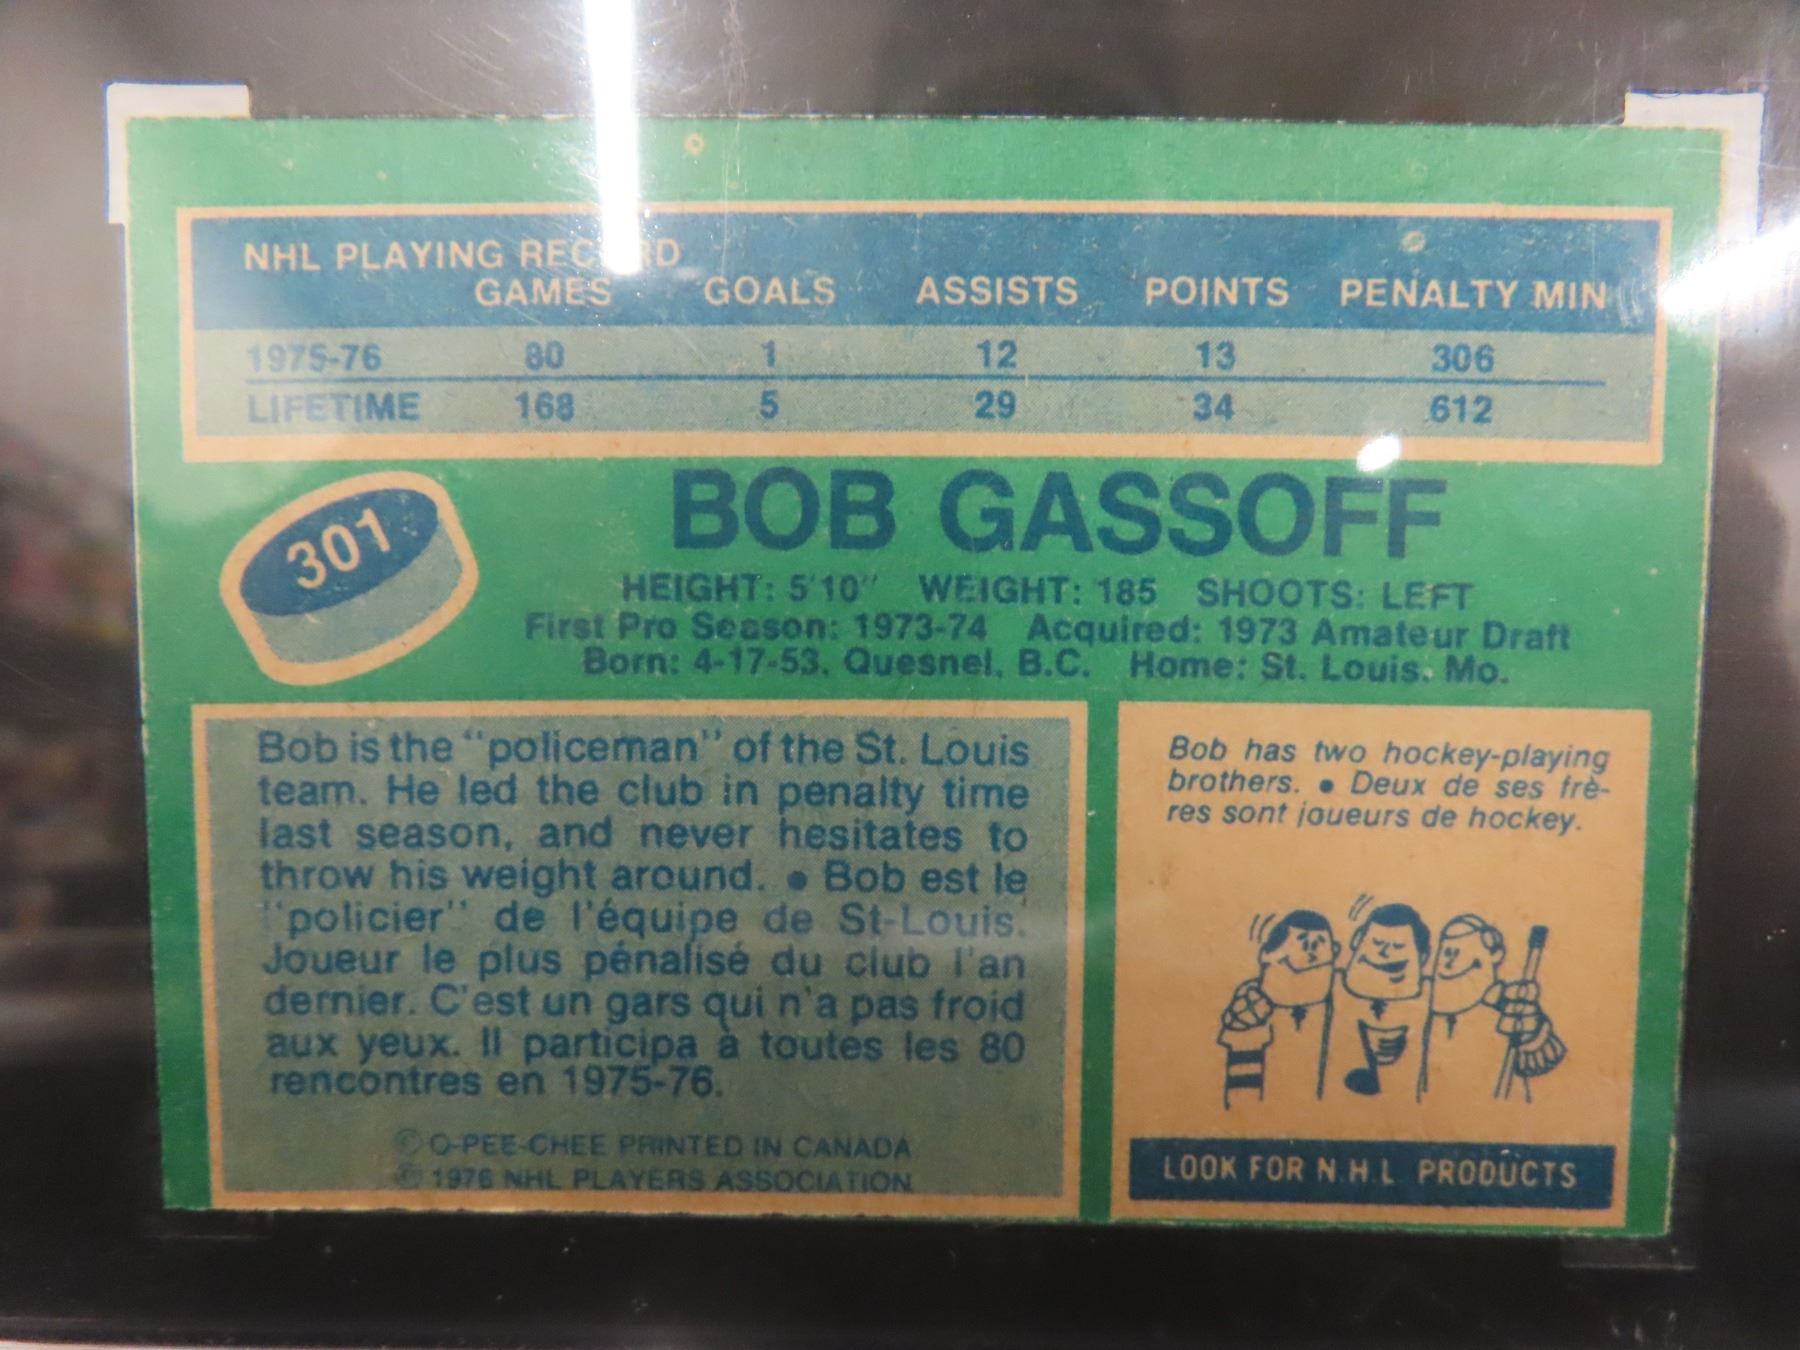 NHL PLAYING RECORD
GAMES GOALS ASSISTS POINTS PENALTY MIN
1975-76 80 1 12 13 306
LIFETIME 168 5 29 34 612
301
BOB GASSOFF
HEIGHT: 5'10" WEIGHT: 185 SHOOTS: LEFT
First Pro Season: 1973-74 Acquired: 1973 Amateur Draft
Born: 4-17-53, Quesnel, B.C. Home: St. Louis, Mo.
Bob is the "policeman" of the St. Louis
team. He led the club in penalty time
last season, and never hesitates to
throw his weight around. • Bob est le
"policier" de l'équipe de St-Louis.
Joueur le plus pénalisé du club l'an
dernier. C'est un gars qui n'a pas froid
aux yeux. Il participa à toutes les 80
rencontres en 1975-76.
© O-PEE-CHEE PRINTED IN CANADA
© 1976 NHL PLAYERS ASSOCIATION
Bob has two hockey-playing
brothers. • Deux de ses frè-
res sont joueurs de hockey.
LOOK FOR N.H.L PRODUCTS